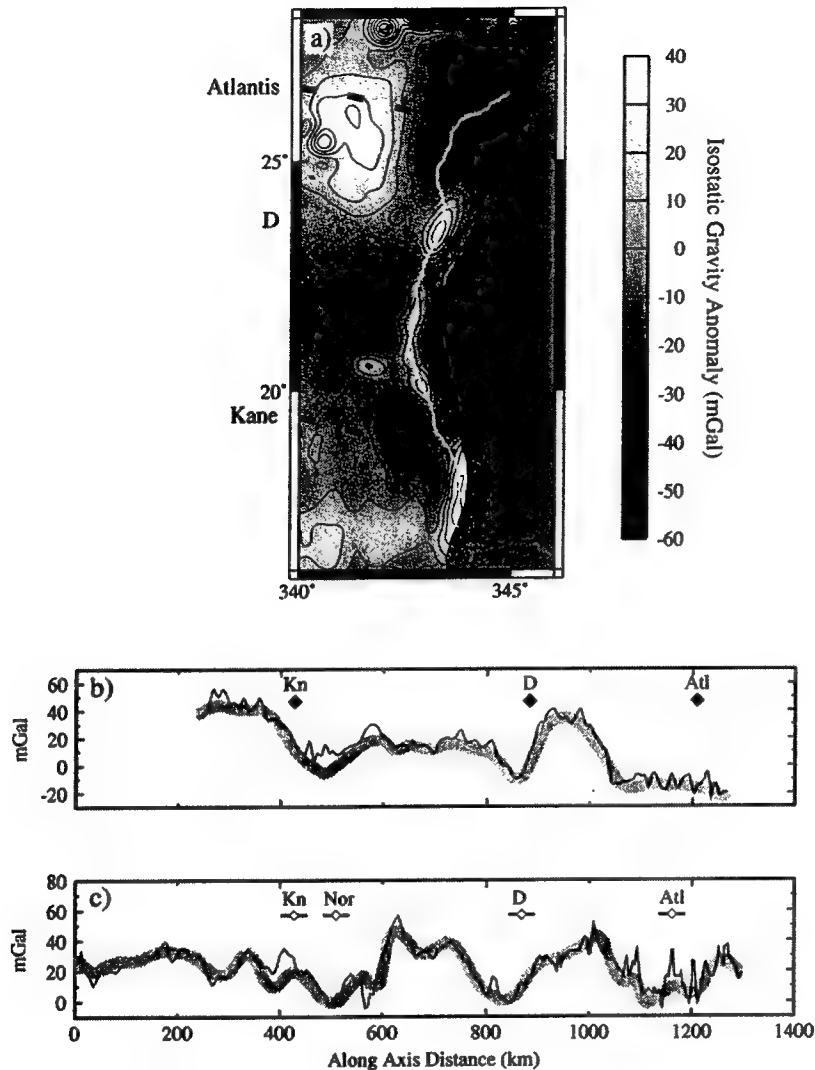 a)
Atlantis
25°
D
20°
Kane
340°
345°
40
30
20
10
0
-10
-20
-30
-40
-50
-60
Isostatic Gravity Anomaly (mGal)
b)
Kn
D
Atl
60
40
20
0
-20
mGal
c)
Kn
Nor
D
Atl
80
60
40
20
0
mGal
0
200
400
600
800
1000
1200
1400
Along Axis Distance (km)